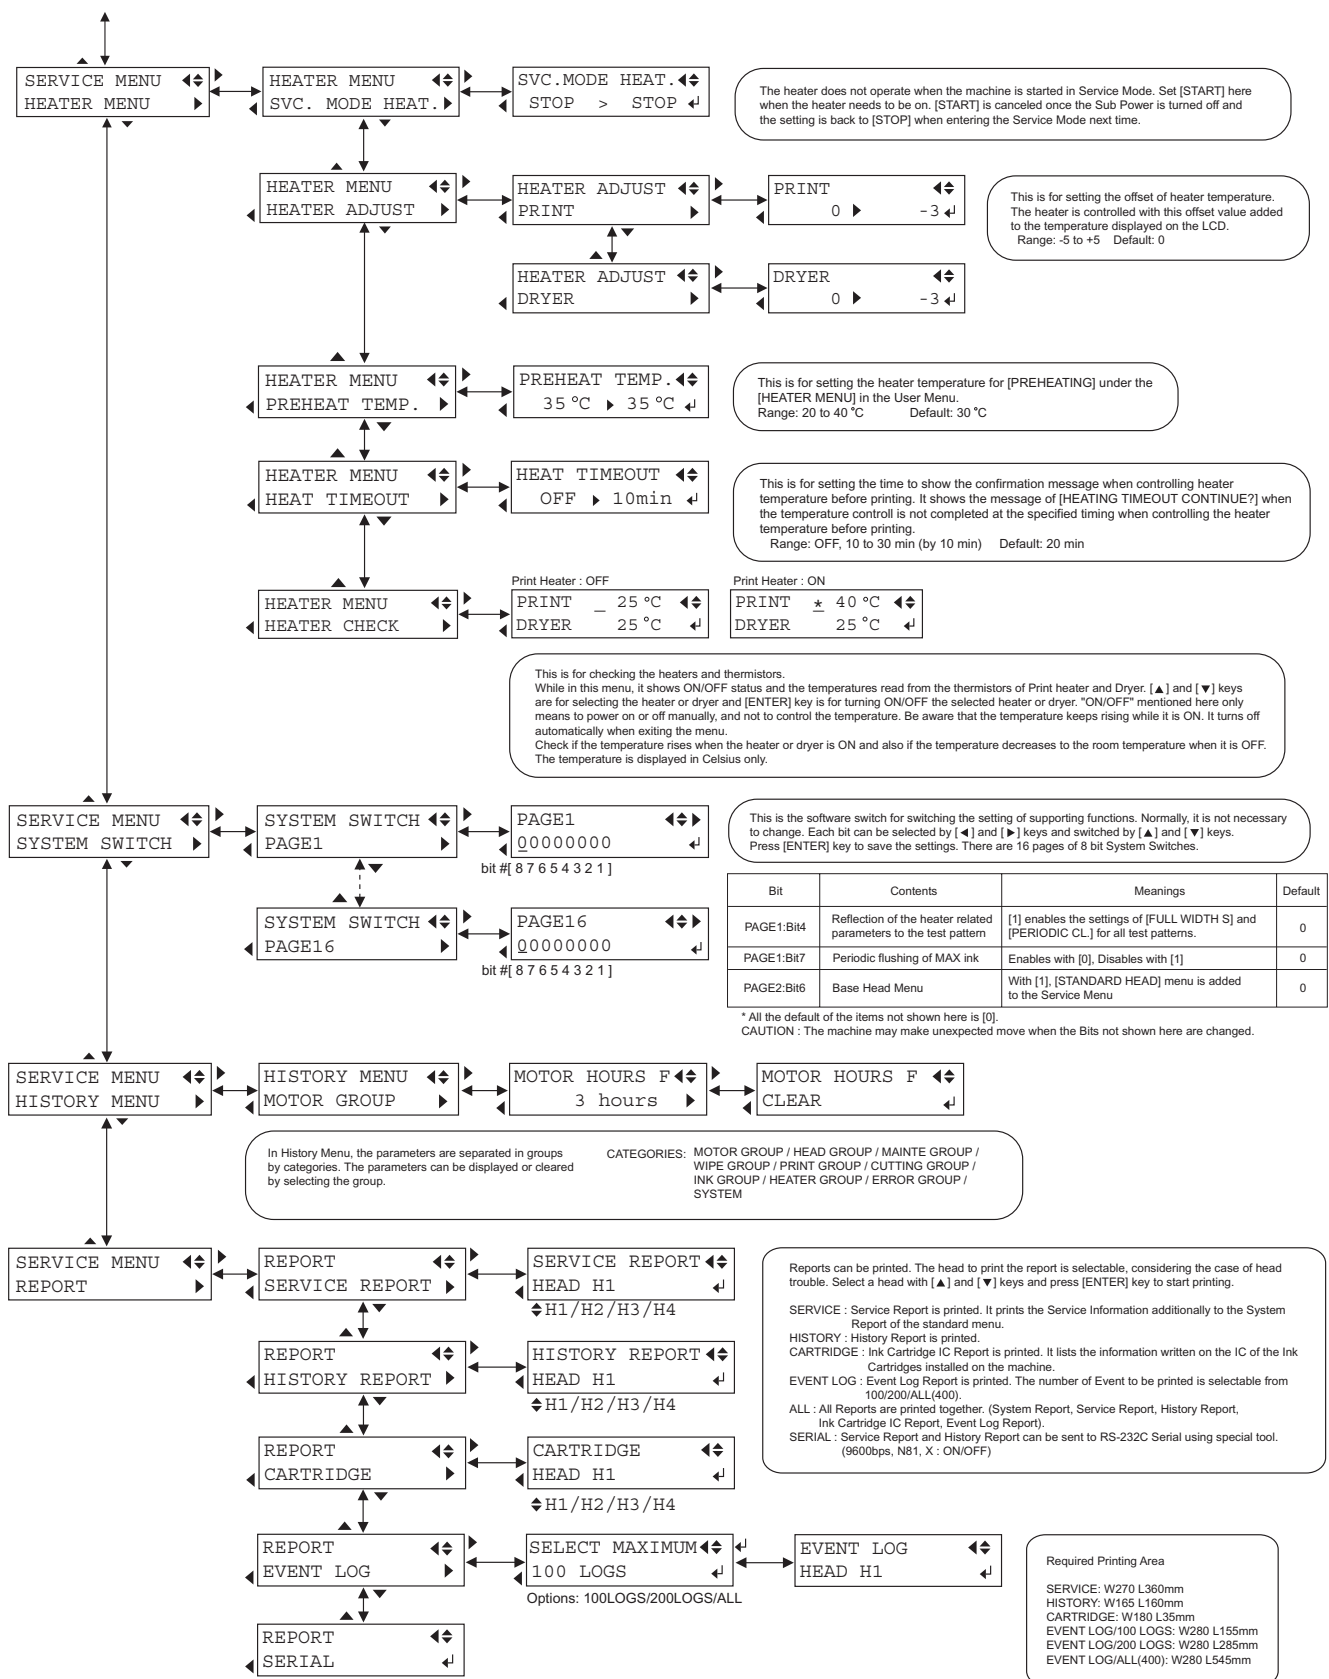 SERVICE MENU
HEATER MENU
HEATER MENU
SVC. MODE HEAT.
SVC.MODE HEAT.
STOP > STOP
The heater does not operate when the machine is started in Service Mode. Set [START] here
when the heater needs to be on. [START] is canceled once the Sub Power is turned off and
the setting is back to [STOP] when entering the Service Mode next time.
HEATER MENU
HEATER ADJUST
HEATER ADJUST
PRINT
PRINT
0 ▶ -3
This is for setting the offset of heater temperature.
The heater is controlled with this offset value added
to the temperature displayed on the LCD.
Range: -5 to +5 Default: 0
HEATER ADJUST
DRYER
DRYER
0 ▶ -3
HEATER MENU
PREHEAT TEMP.
PREHEAT TEMP.
35 °C ▶ 35 °C
This is for setting the heater temperature for [PREHEATING] under the
[HEATER MENU] in the User Menu.
Range: 20 to 40 °C Default: 30 °C
HEATER MENU
HEAT TIMEOUT
HEAT TIMEOUT
OFF ▶ 10min
This is for setting the time to show the confirmation message when controlling heater
temperature before printing. It shows the message of [HEATING TIMEOUT CONTINUE?] when
the temperature controll is not completed at the specified timing when controlling the heater
temperature before printing.
Range: OFF, 10 to 30 min (by 10 min) Default: 20 min
HEATER MENU
HEATER CHECK
Print Heater : OFF
PRINT _ 25 °C
DRYER 25 °C
Print Heater : ON
PRINT * 40 °C
DRYER 25 °C
This is for checking the heaters and thermistors.
While in this menu, it shows ON/OFF status and the temperatures read from the thermistors of Print heater and Dryer. [▲] and [▼] keys
are for selecting the heater or dryer and [ENTER] key is for turning ON/OFF the selected heater or dryer. "ON/OFF" mentioned here only
means to power on or off manually, and not to control the temperature. Be aware that the temperature keeps rising while it is ON. It turns off
automatically when exiting the menu.
Check if the temperature rises when the heater or dryer is ON and also if the temperature decreases to the room temperature when it is OFF.
The temperature is displayed in Celsius only.
SERVICE MENU
SYSTEM SWITCH
SYSTEM SWITCH
PAGE1
PAGE1
00000000
bit #[ 8 7 6 5 4 3 2 1 ]
This is the software switch for switching the setting of supporting functions. Normally, it is not necessary
to change. Each bit can be selected by [◀] and [▶] keys and switched by [▲] and [▼] keys.
Press [ENTER] key to save the settings. There are 16 pages of 8 bit System Switches.
SYSTEM SWITCH
PAGE16
PAGE16
00000000
bit #[ 8 7 6 5 4 3 2 1 ]
Bit Contents Meanings Default
PAGE1:Bit4 Reflection of the heater related [1] enables the settings of [FULL WIDTH S] and 0
parameters to the test pattern [PERIODIC CL.] for all test patterns.
PAGE1:Bit7 Periodic flushing of MAX ink Enables with [0], Disables with [1] 0
PAGE2:Bit6 Base Head Menu With [1], [STANDARD HEAD] menu is added 0
to the Service Menu
* All the default of the items not shown here is [0].
CAUTION : The machine may make unexpected move when the Bits not shown here are changed.
SERVICE MENU
HISTORY MENU
HISTORY MENU
MOTOR GROUP
MOTOR HOURS F
3 hours
MOTOR HOURS F
CLEAR
In History Menu, the parameters are separated in groups
by categories. The parameters can be displayed or cleared
by selecting the group.
CATEGORIES: MOTOR GROUP / HEAD GROUP / MAINTE GROUP /
WIPE GROUP / PRINT GROUP / CUTTING GROUP /
INK GROUP / HEATER GROUP / ERROR GROUP /
SYSTEM
SERVICE MENU
REPORT
REPORT
SERVICE REPORT
SERVICE REPORT
HEAD H1
H1/H2/H3/H4
REPORT
HISTORY REPORT
HISTORY REPORT
HEAD H1
H1/H2/H3/H4
REPORT
CARTRIDGE
CARTRIDGE
HEAD H1
H1/H2/H3/H4
Reports can be printed. The head to print the report is selectable, considering the case of head
trouble. Select a head with [▲] and [▼] keys and press [ENTER] key to start printing.
SERVICE : Service Report is printed. It prints the Service Information additionally to the System
Report of the standard menu.
HISTORY : History Report is printed.
CARTRIDGE : Ink Cartridge IC Report is printed. It lists the information written on the IC of the Ink
Cartridges installed on the machine.
EVENT LOG : Event Log Report is printed. The number of Event to be printed is selectable from
100/200/ALL(400).
ALL : All Reports are printed together. (System Report, Service Report, History Report,
Ink Cartridge IC Report, Event Log Report).
SERIAL : Service Report and History Report can be sent to RS-232C Serial using special tool.
(9600bps, N81, X : ON/OFF)
REPORT
EVENT LOG
SELECT MAXIMUM
100 LOGS
Options: 100LOGS/200LOGS/ALL
EVENT LOG
HEAD H1
REPORT
SERIAL
Required Printing Area
SERVICE: W270 L360mm
HISTORY: W165 L160mm
CARTRIDGE: W180 L35mm
EVENT LOG/100 LOGS: W280 L155mm
EVENT LOG/200 LOGS: W280 L285mm
EVENT LOG/ALL(400): W280 L545mm